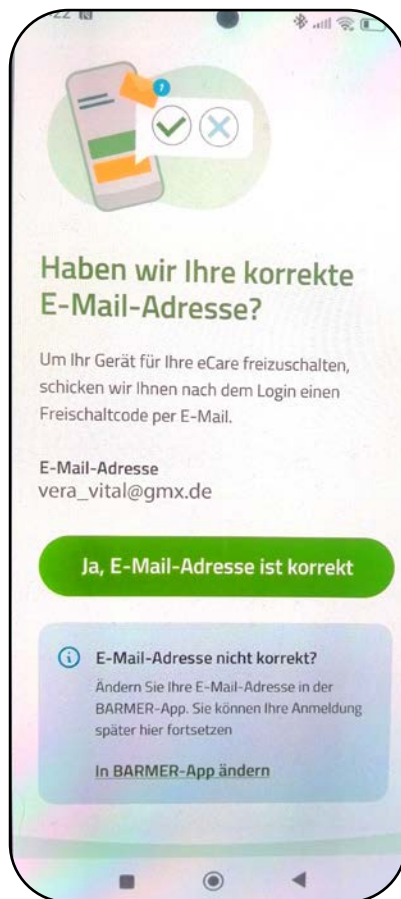 Haben wir Ihre korrekte
E-Mail-Adresse?
Um Ihr Gerät für Ihre eCare freizuschalten,
schicken wir Ihnen nach dem Login einen
Freischaltcode per E-Mail.
E-Mail-Adresse
vera_vital@gmx.de
Ja, E-Mail-Adresse ist korrekt
E-Mail-Adresse nicht korrekt?
Ändern Sie Ihre E-Mail-Adresse in der
BARMER-App. Sie können Ihre Anmeldung
später hier fortsetzen
In BARMER-App ändern